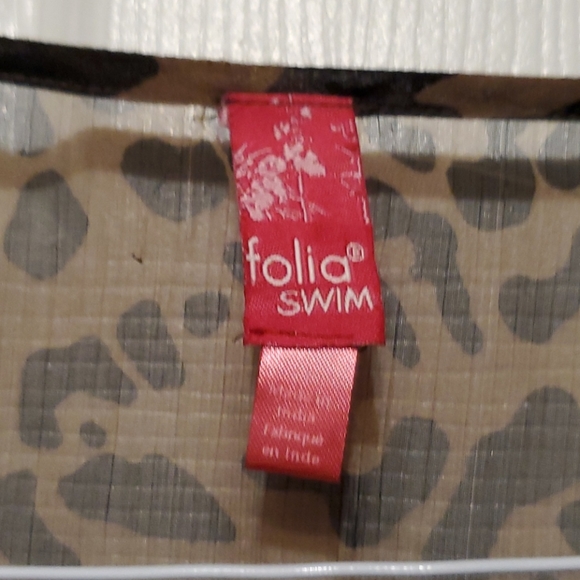 folia®
SWIM
Made in
India
Fabriqué
en Inde